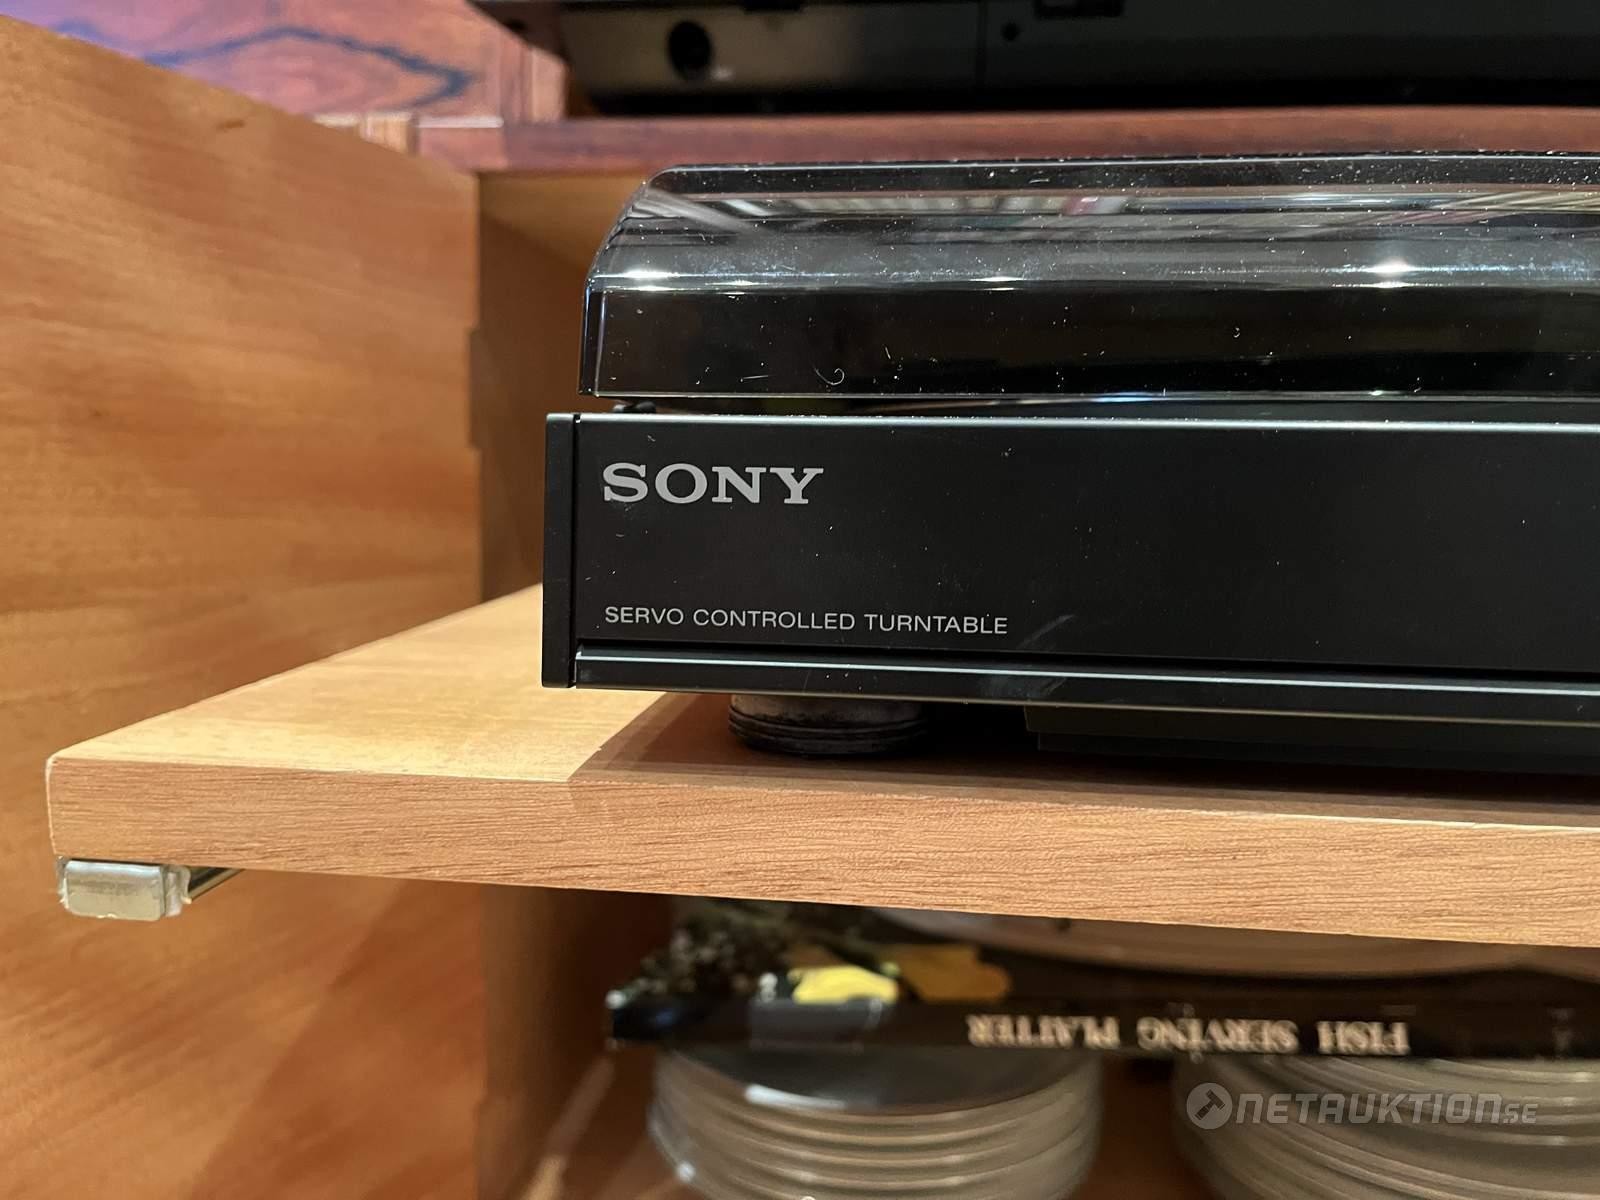 SONY
SERVO CONTROLLED TURNTABLE
FISH SERVING PLATTER
NETAUKTION.SE